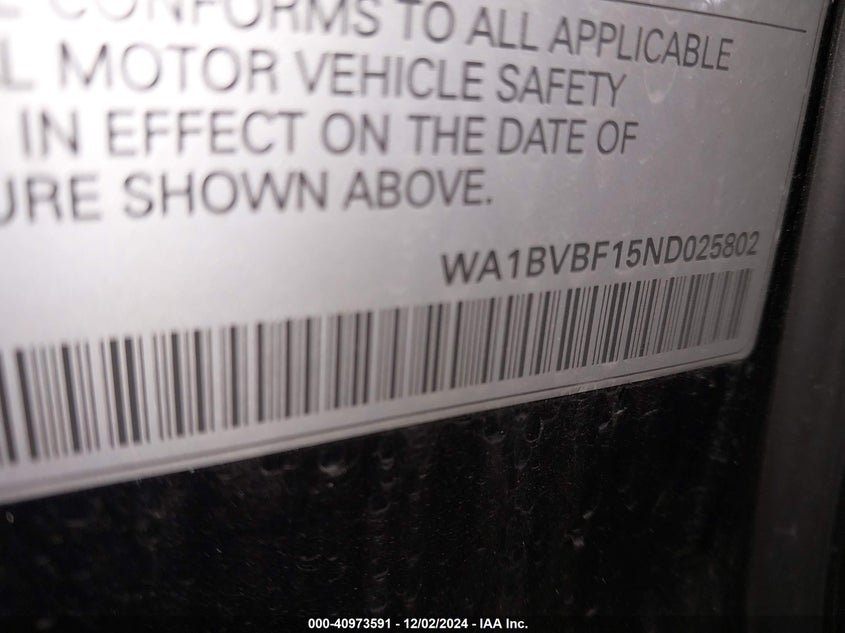 CONFORMS TO ALL APPLICABLE
MOTOR VEHICLE SAFETY
IN EFFECT ON THE DATE OF
URE SHOWN ABOVE.
WA1BVBF15ND025802
000-40973591 - 12/02/2024 - IAA Inc.